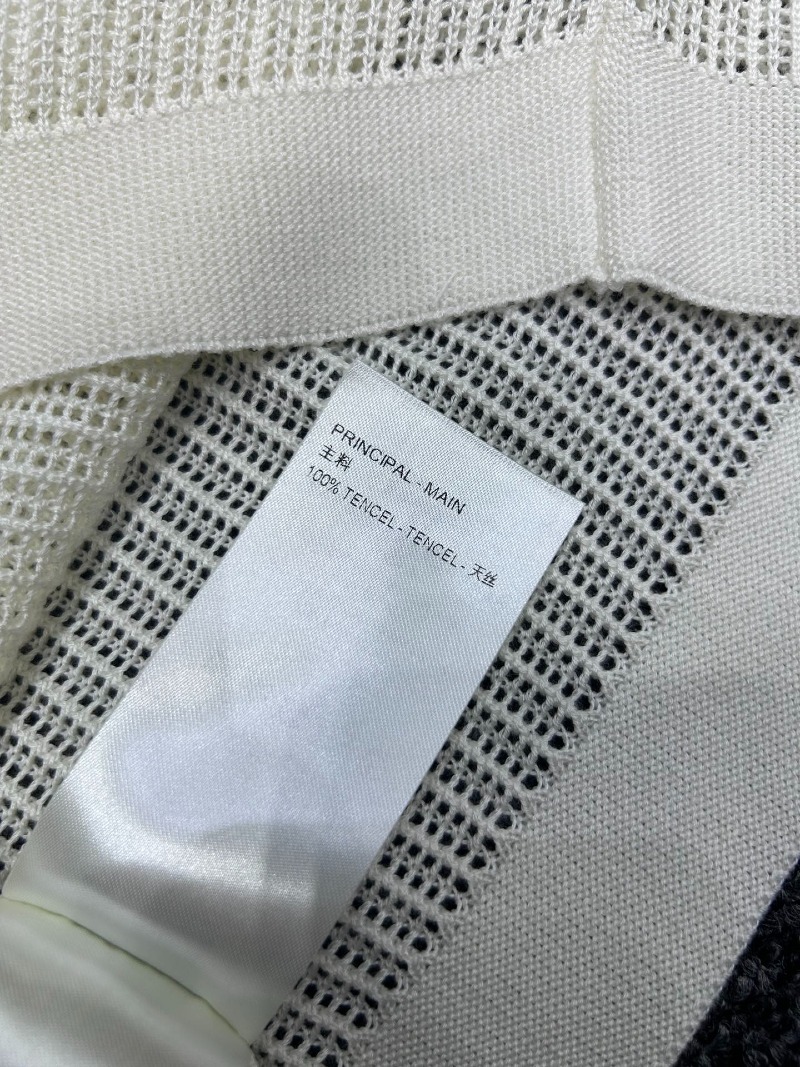 PRINCIPAL - MAIN
主料
100% TENCEL - TENCEL - 天丝